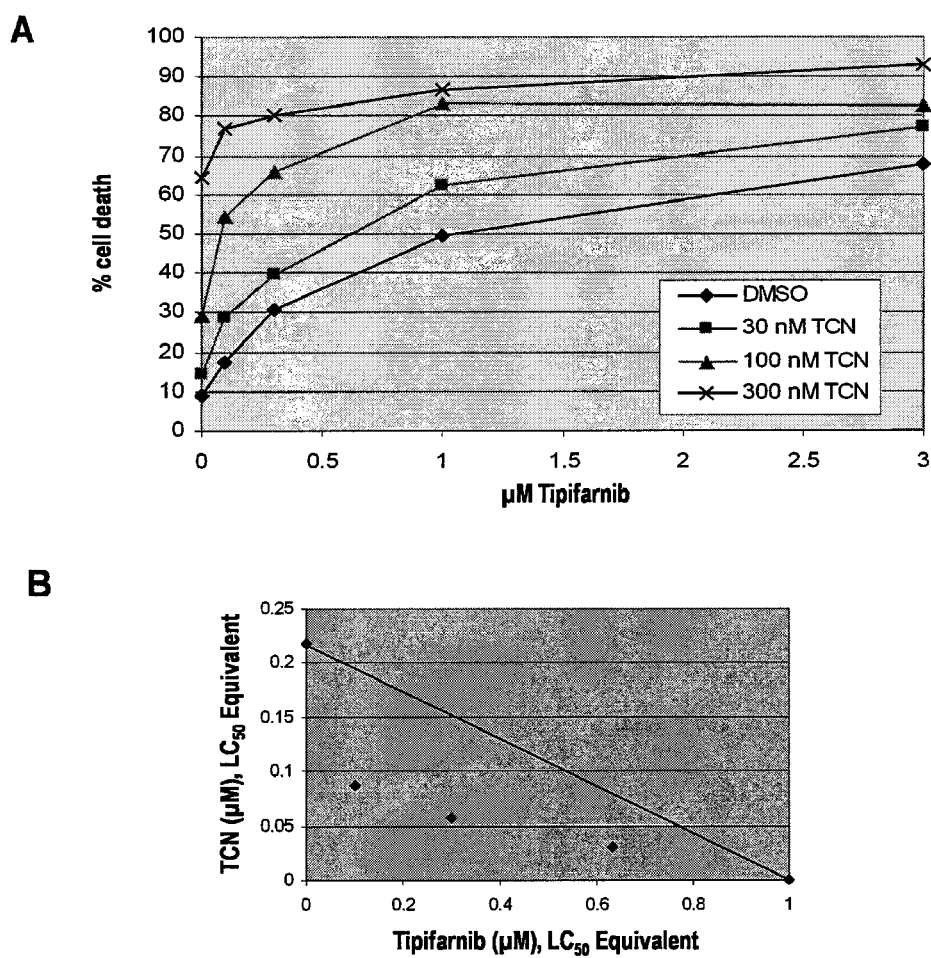 A
100
90
80
70
60
50
40
30
20
10
0
% cell death
0 0.5 1 1.5 2 2.5 3
µM Tipifarnib
DMSO
30 nM TCN
100 nM TCN
300 nM TCN
B
0.25
0.2
0.15
0.1
0.05
0
TCN (µM), LC50 Equivalent
0 0.2 0.4 0.6 0.8 1
Tipifarnib (µM), LC50 Equivalent